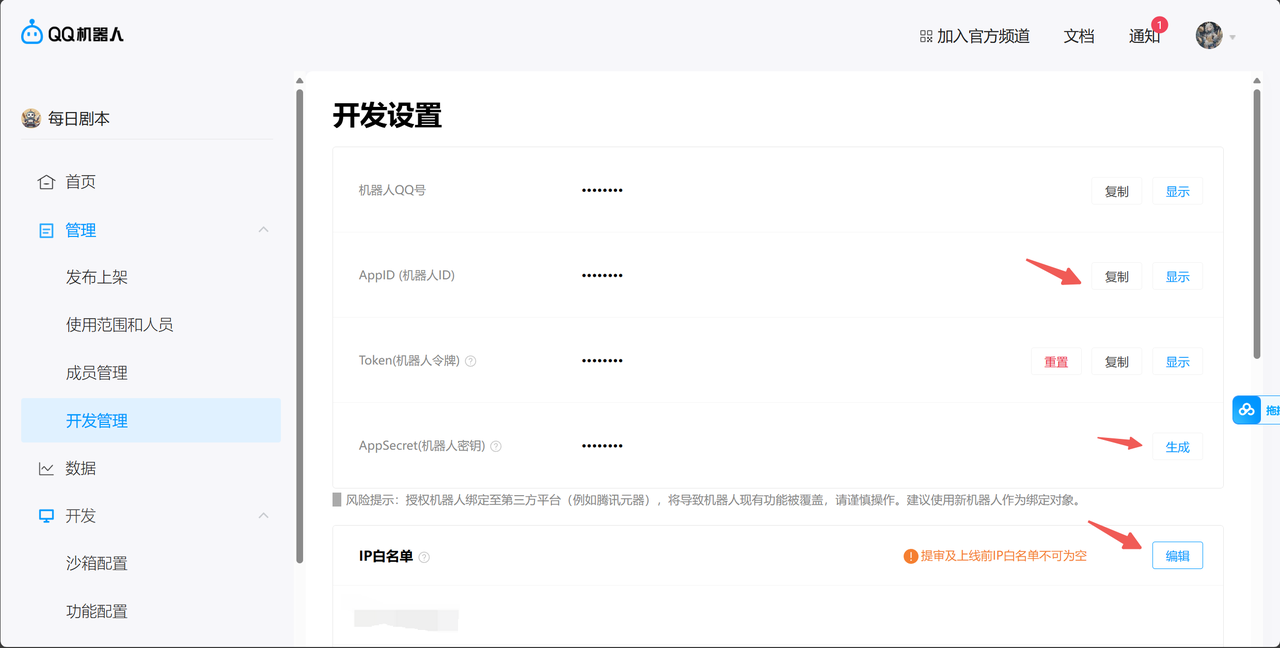 QQ机器人
加入官方频道 文档 通知 1
每日剧本
首页
管理
发布上架
使用范围和人员
成员管理
开发管理
数据
开发
沙箱配置
功能配置
开发设置
机器人QQ号 •••••••• 复制 显示
AppID (机器人ID) •••••••• 复制 显示
Token(机器人令牌) •••••••• 重置 复制 显示
AppSecret(机器人密钥) •••••••• 生成
风险提示：授权机器人绑定至第三方平台（例如腾讯元器），将导致机器人现有功能被覆盖，请谨慎操作。建议使用新机器人作为绑定对象。
IP白名单 提审及上线前IP白名单不可为空 编辑